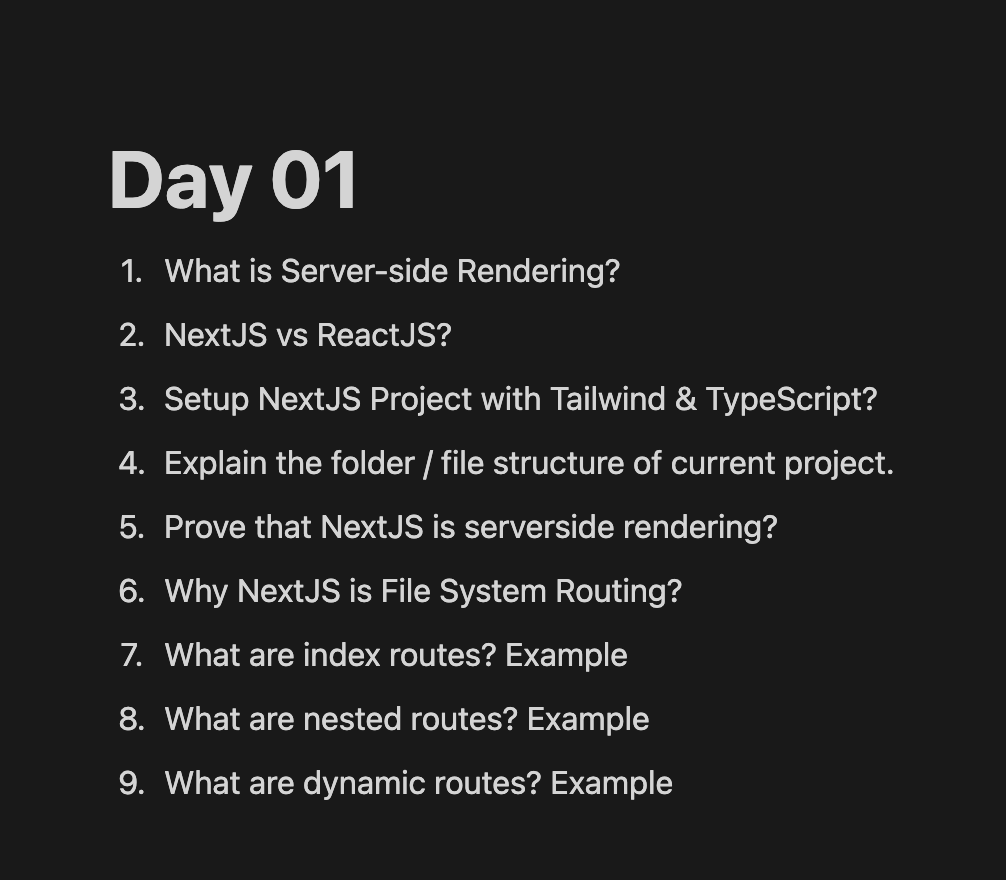 Day 01
1. What is Server-side Rendering?
2. NextJS vs ReactJS?
3. Setup NextJS Project with Tailwind & TypeScript?
4. Explain the folder / file structure of current project.
5. Prove that NextJS is serverside rendering?
6. Why NextJS is File System Routing?
7. What are index routes? Example
8. What are nested routes? Example
9. What are dynamic routes? Example